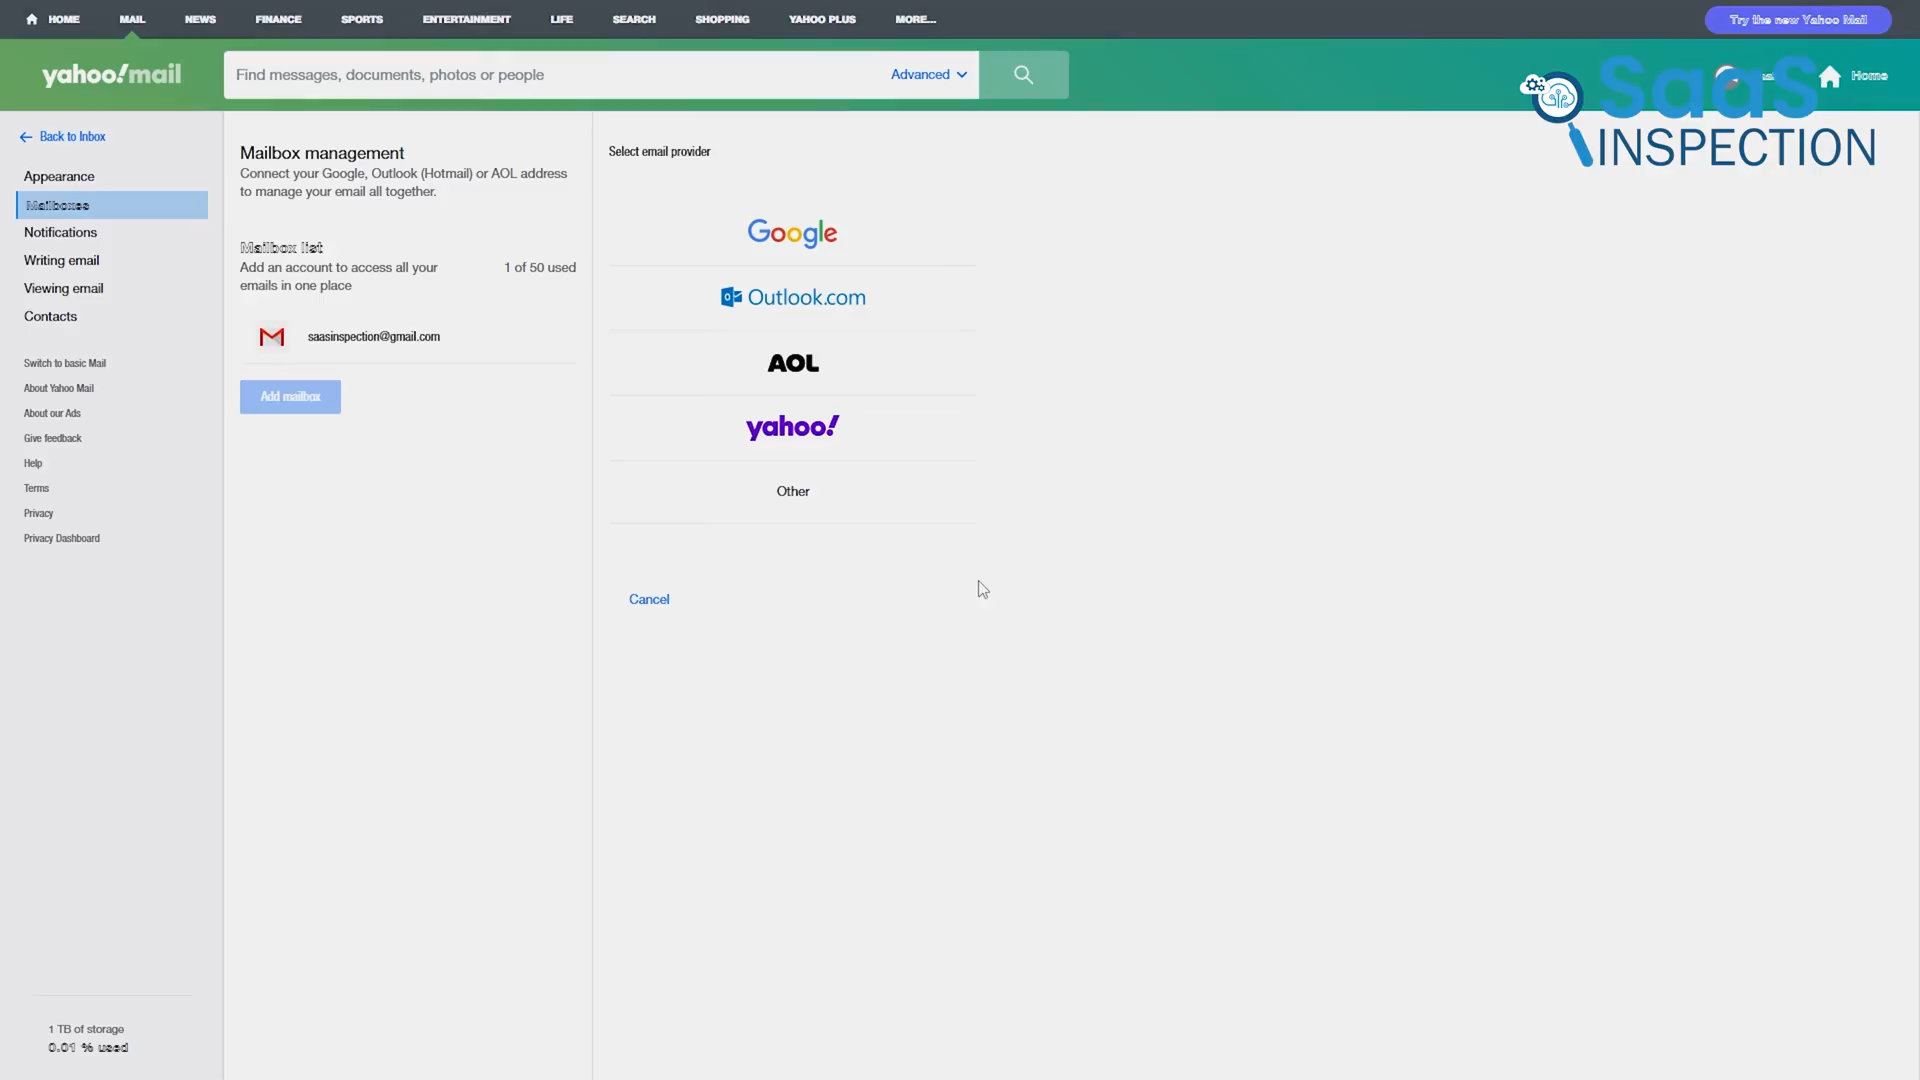 HOME
MAIL
NEWS
FINANCE
SPORTS
ENTERTAINMENT
LIFE
SEARCH
SHOPPING
YAHOO PLUS
MORE...
Try the new Yahoo Mail
yahoo!mail
Find messages, documents, photos or people
Advanced
Home
SaaS
INSPECTION
Back to Inbox
Appearance
Mailboxes
Notifications
Writing email
Viewing email
Contacts
Switch to basic Mail
About Yahoo Mail
About our Ads
Give feedback
Help
Terms
Privacy
Privacy Dashboard
1 TB of storage
0.01 % used
Mailbox management
Connect your Google, Outlook (Hotmail) or AOL address
to manage your email all together.
Mailbox list
Add an account to access all your
emails in one place
1 of 50 used
saasinspection@gmail.com
Add mailbox
Select email provider
Google
Outlook.com
AOL
yahoo!
Other
Cancel